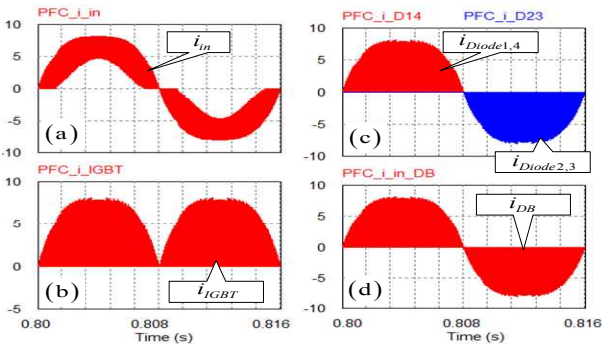 PFC_i_in
10
5
0
-5
-10
i_in
(a)
PFC_i_IGBT
10
5
0
-5
i_IGBT
(b)
0.80
0.808
0.816
Time (s)
PFC_i_D14
PFC_i_D23
10
5
0
-5
-10
i_Diode1,4
i_Diode2,3
(c)
PFC_i_in_DB
10
5
0
-5
-10
i_DB
(d)
0.80
0.808
0.816
Time (s)